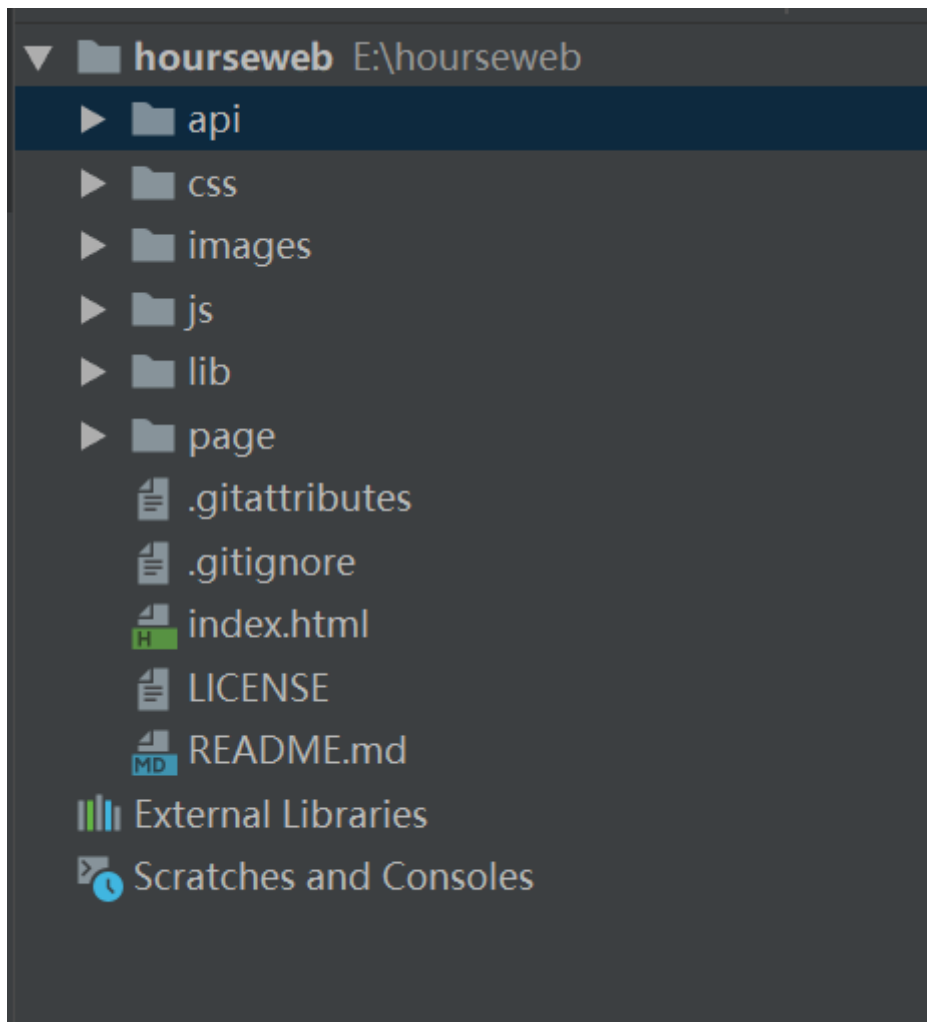 hourseweb E:\hourseweb
api
css
images
js
lib
page
.gitattributes
.gitignore
H index.html
LICENSE
MD README.md
External Libraries
Scratches and Consoles